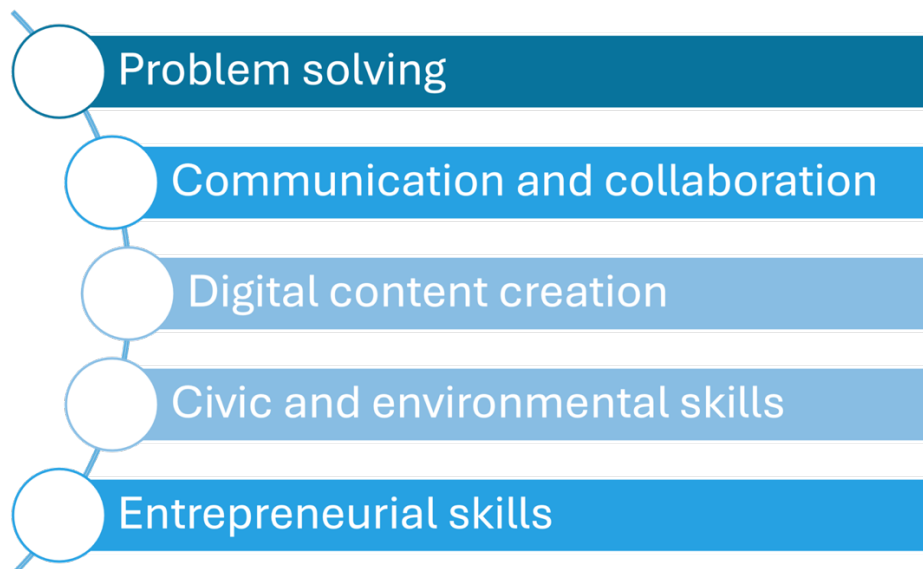 Problem solving
Communication and collaboration
Digital content creation
Civic and environmental skills
Entrepreneurial skills